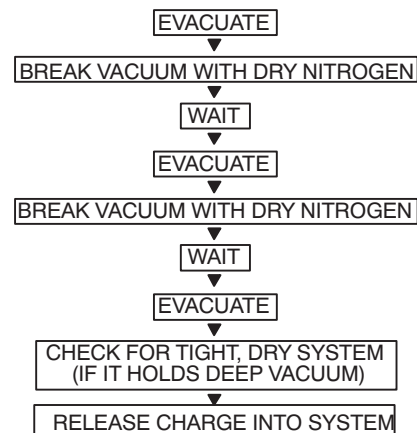 EVACUATE
BREAK VACUUM WITH DRY NITROGEN
WAIT
EVACUATE
BREAK VACUUM WITH DRY NITROGEN
WAIT
EVACUATE
CHECK FOR TIGHT, DRY SYSTEM
(IF IT HOLDS DEEP VACUUM)
RELEASE CHARGE INTO SYSTEM